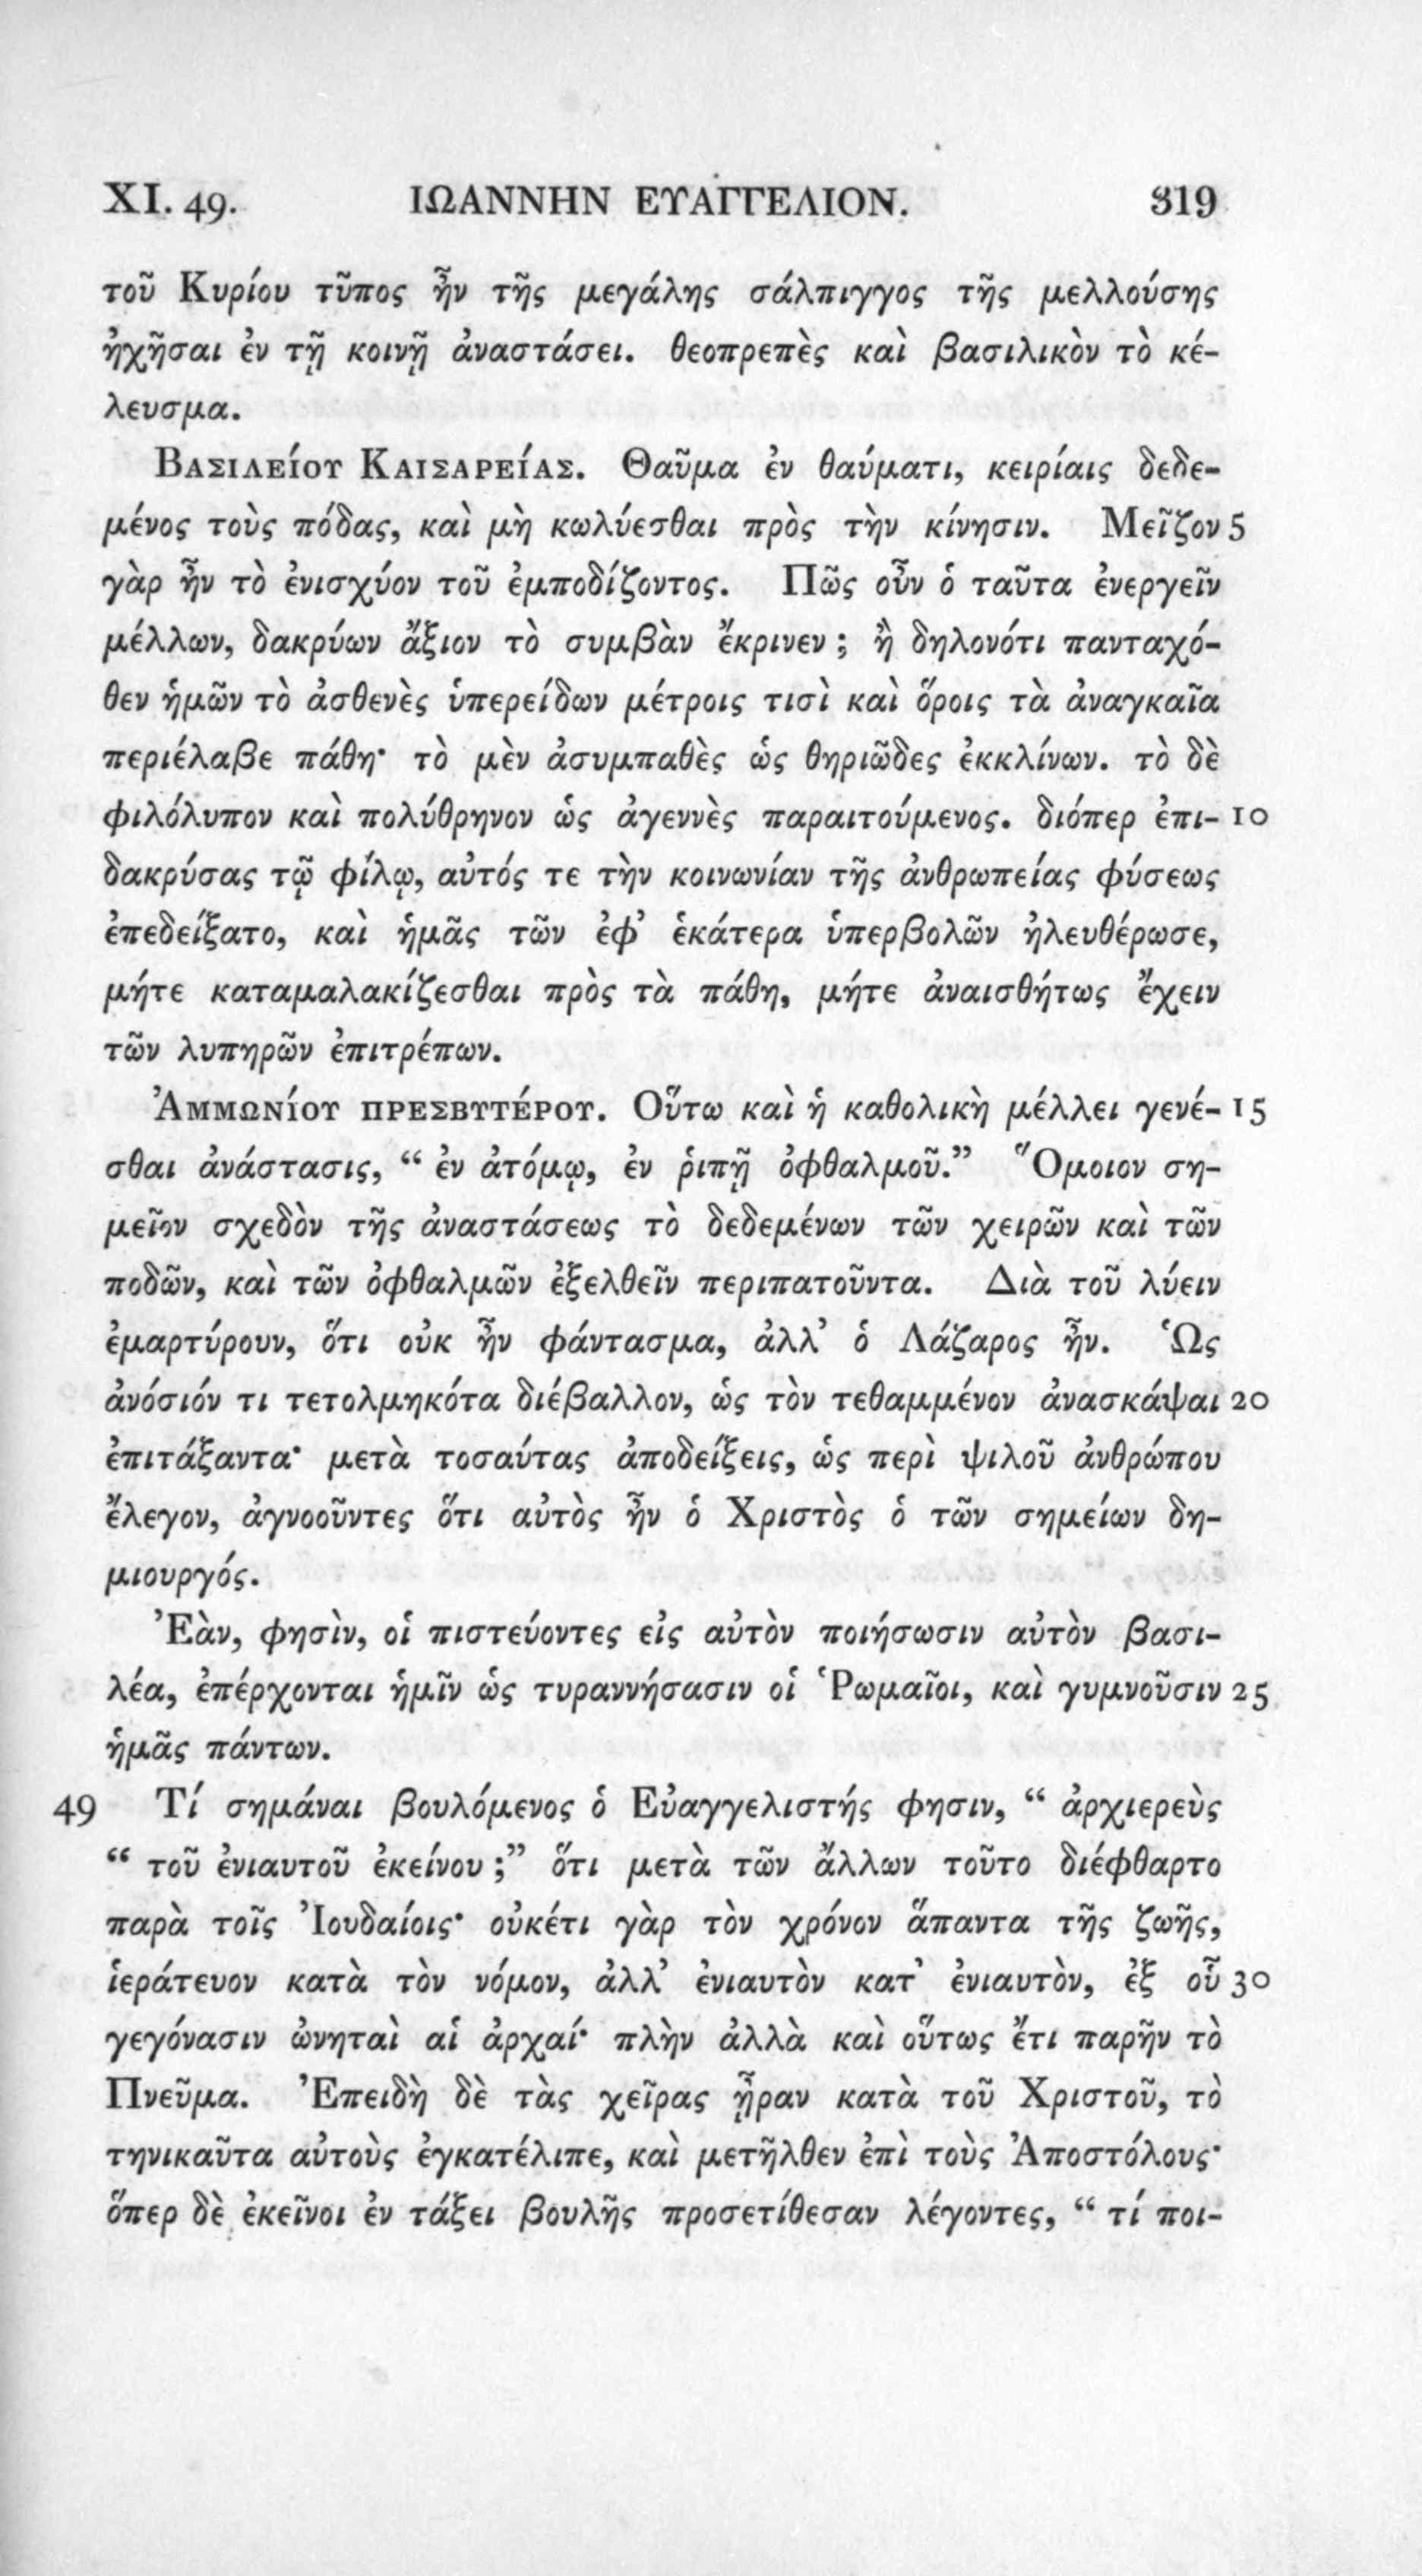 XI. 49. ΙΩΑΝΝΗΝ ΕΥΑΓΓΕΛΙΟΝ. 319
τοῦ Κυρίου τῦπος ἦν τῆς μεγάλης σάλπιγγος τῆς μελλούσης
ἠχῆσαι ἐν τῇ κοινῇ ἀναστάσει. θεοπρεπὲς καὶ βασιλικὸν τὸ κέ-
λευσμα.
Βασιλείου Καισαρείας. Θαῦμα ἐν θαύματι, κειρίαις δεδε-
μένος τοὺς πόδας, καὶ μὴ κωλύεσθαι πρὸς τὴν κίνησιν. Μεῖζον 5
γὰρ ἦν τὸ ἐνισχύον τοῦ ἐμποδίζοντος. Πῶς οὖν ὁ ταῦτα ἐνεργεῖν
μέλλων, δακρύων ἄξιον τὸ συμβὰν ἔκρινεν ; ἢ δηλονότι πανταχό-
θεν ἡμῶν τὸ ἀσθενὲς ὑπερείδων μέτροις τισὶ καὶ ὅροις τὰ ἀναγκαῖα
περιέλαβε πάθη· τὸ μὲν ἀσυμπαθὲς ὡς θηριῶδες ἐκκλίνων. τὸ δὲ
φιλόλυπον καὶ πολύθρηνον ὡς ἀγεννὲς παραιτούμενος. διόπερ ἐπι- 10
δακρύσας τῷ φίλῳ, αὐτός τε τὴν κοινωνίαν τῆς ἀνθρωπείας φύσεως
ἐπεδείξατο, καὶ ἡμᾶς τῶν ἐφ’ ἑκάτερα ὑπερβολῶν ἠλευθέρωσε,
μήτε καταμαλακίζεσθαι πρὸς τὰ πάθη, μήτε ἀναισθήτως ἔχειν
τῶν λυπηρῶν ἐπιτρέπων.
Ἀμμωνίου πρεσβυτέρου. Οὕτω καὶ ἡ καθολικὴ μέλλει γενέ- 15
σθαι ἀνάστασις, “ ἐν ἀτόμῳ, ἐν ῥιπῇ ὀφθαλμοῦ.” Ὅμοιον ση-
μεῖον σχεδὸν τῆς ἀναστάσεως τὸ δεδεμένων τῶν χειρῶν καὶ τῶν
ποδῶν, καὶ τῶν ὀφθαλμῶν ἐξελθεῖν περιπατοῦντα. Διὰ τοῦ λύειν
ἐμαρτύρουν, ὅτι οὐκ ἦν φάντασμα, ἀλλ’ ὁ Λάζαρος ἦν. Ὡς
ἀνόσιόν τι τετολμηκότα διέβαλλον, ὡς τὸν τεθαμμένον ἀνασκάψαι 20
ἐπιτάξαντα· μετὰ τοσαύτας ἀποδείξεις, ὡς περὶ ψιλοῦ ἀνθρώπου
ἔλεγον, ἀγνοοῦντες ὅτι αὐτὸς ἦν ὁ Χριστὸς ὁ τῶν σημείων δη-
μιουργός.
Ἐὰν, φησὶν, οἱ πιστεύοντες εἰς αὐτὸν ποιήσωσιν αὐτὸν βασι-
λέα, ἐπέρχονται ἡμῖν ὡς τυραννήσασιν οἱ Ῥωμαῖοι, καὶ γυμνοῦσιν 25
ἡμᾶς πάντων.
49 Τί σημάναι βουλόμενος ὁ Εὐαγγελιστής φησιν, “ ἀρχιερεὺς
“ τοῦ ἐνιαυτοῦ ἐκείνου ;” ὅτι μετὰ τῶν ἄλλων τοῦτο διέφθαρτο
παρὰ τοῖς Ἰουδαίοις· οὐκέτι γὰρ τὸν χρόνον ἅπαντα τῆς ζωῆς,
ἱεράτευον κατὰ τὸν νόμον, ἀλλ’ ἐνιαυτὸν κατ’ ἐνιαυτὸν, ἐξ οὗ 30
γεγόνασιν ὠνηταὶ αἱ ἀρχαί· πλὴν ἀλλὰ καὶ οὕτως ἔτι παρῆν τὸ
Πνεῦμα. Ἐπειδὴ δὲ τὰς χεῖρας ᾖραν κατὰ τοῦ Χριστοῦ, τὸ
τηνικαῦτα αὐτοὺς ἐγκατέλιπε, καὶ μετῆλθεν ἐπὶ τοὺς Ἀποστόλους·
ὅπερ δὲ ἐκεῖνοι ἐν τάξει βουλῆς προσετίθεσαν λέγοντες, “ τί ποι-